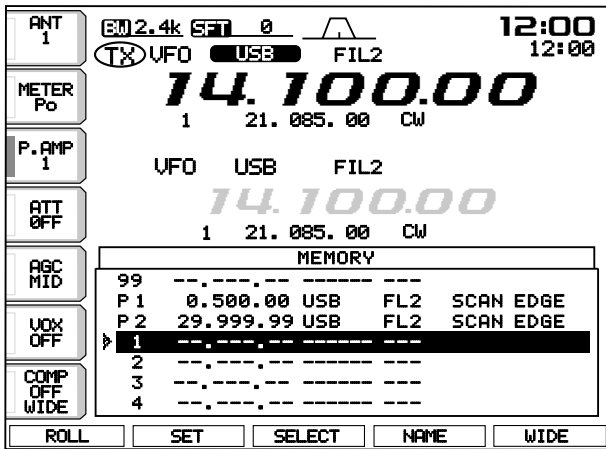 ANT
1
METER
Po
P.AMP
1
ATT
OFF
AGC
MID
VOX
OFF
COMP
OFF
WIDE
BW 2.4k SFT 0
12:00
TX VFO USB FIL2
12:00
14.100.00
1 21.085.00 CW
VFO USB FIL2
14.100.00
1 21.085.00 CW
MEMORY
99 --.---.-- ------ ---
P1 0.500.00 USB FL2 SCAN EDGE
P2 29.999.99 USB FL2 SCAN EDGE
1 --.---.-- ------ ---
2 --.---.-- ------ ---
3 --.---.-- ------ ---
4 --.---.-- ------ ---
ROLL SET SELECT NAME WIDE